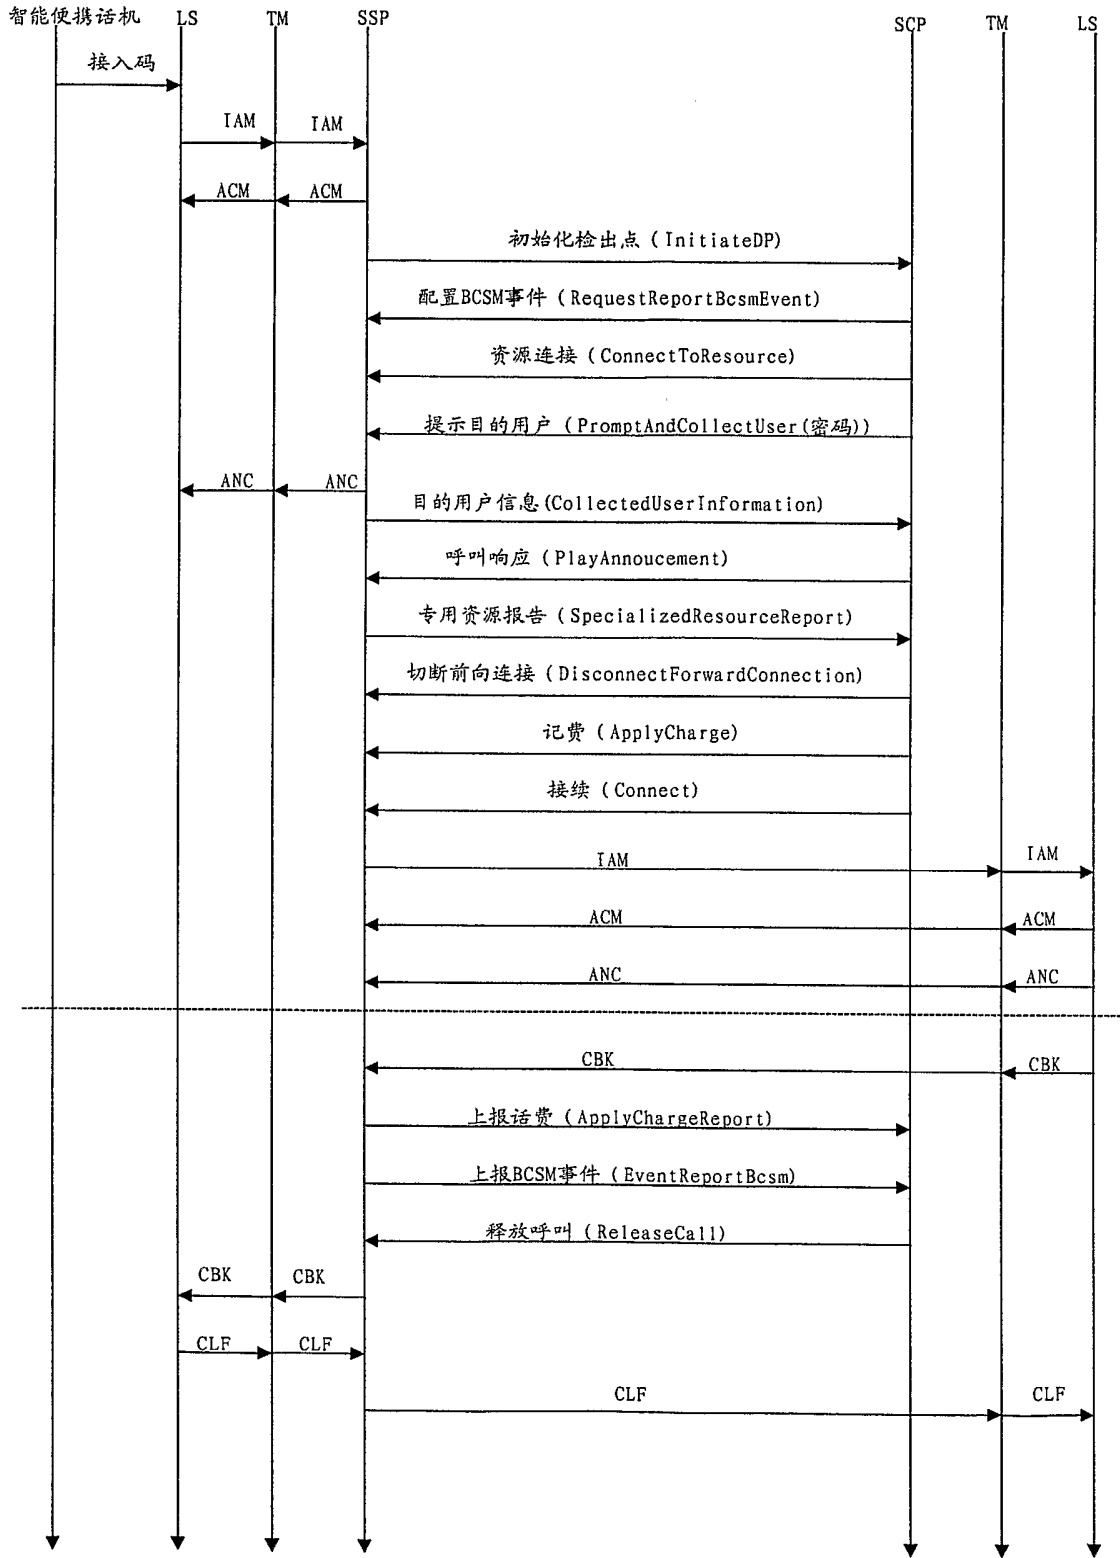 智能便携话机 LS TM SSP SCP TM LS
接入码
IAM IAM
ACM ACM
初始化检出点 (InitiateDP)
配置BCSM事件 (RequestReportBcsmEvent)
资源连接 (ConnectToResource)
提示目的用户 (PromptAndCollectUser(密码))
ANC ANC
目的用户信息(CollectedUserInformation)
呼叫响应 (PlayAnnoucement)
专用资源报告 (SpecializedResourceReport)
切断前向连接 (DisconnectForwardConnection)
记费 (ApplyCharge)
接续 (Connect)
IAM IAM
ACM ACM
ANC ANC
CBK CBK
上报话费 (ApplyChargeReport)
上报BCSM事件 (EventReportBcsm)
释放呼叫 (ReleaseCall)
CBK CBK
CLF CLF
CLF CLF